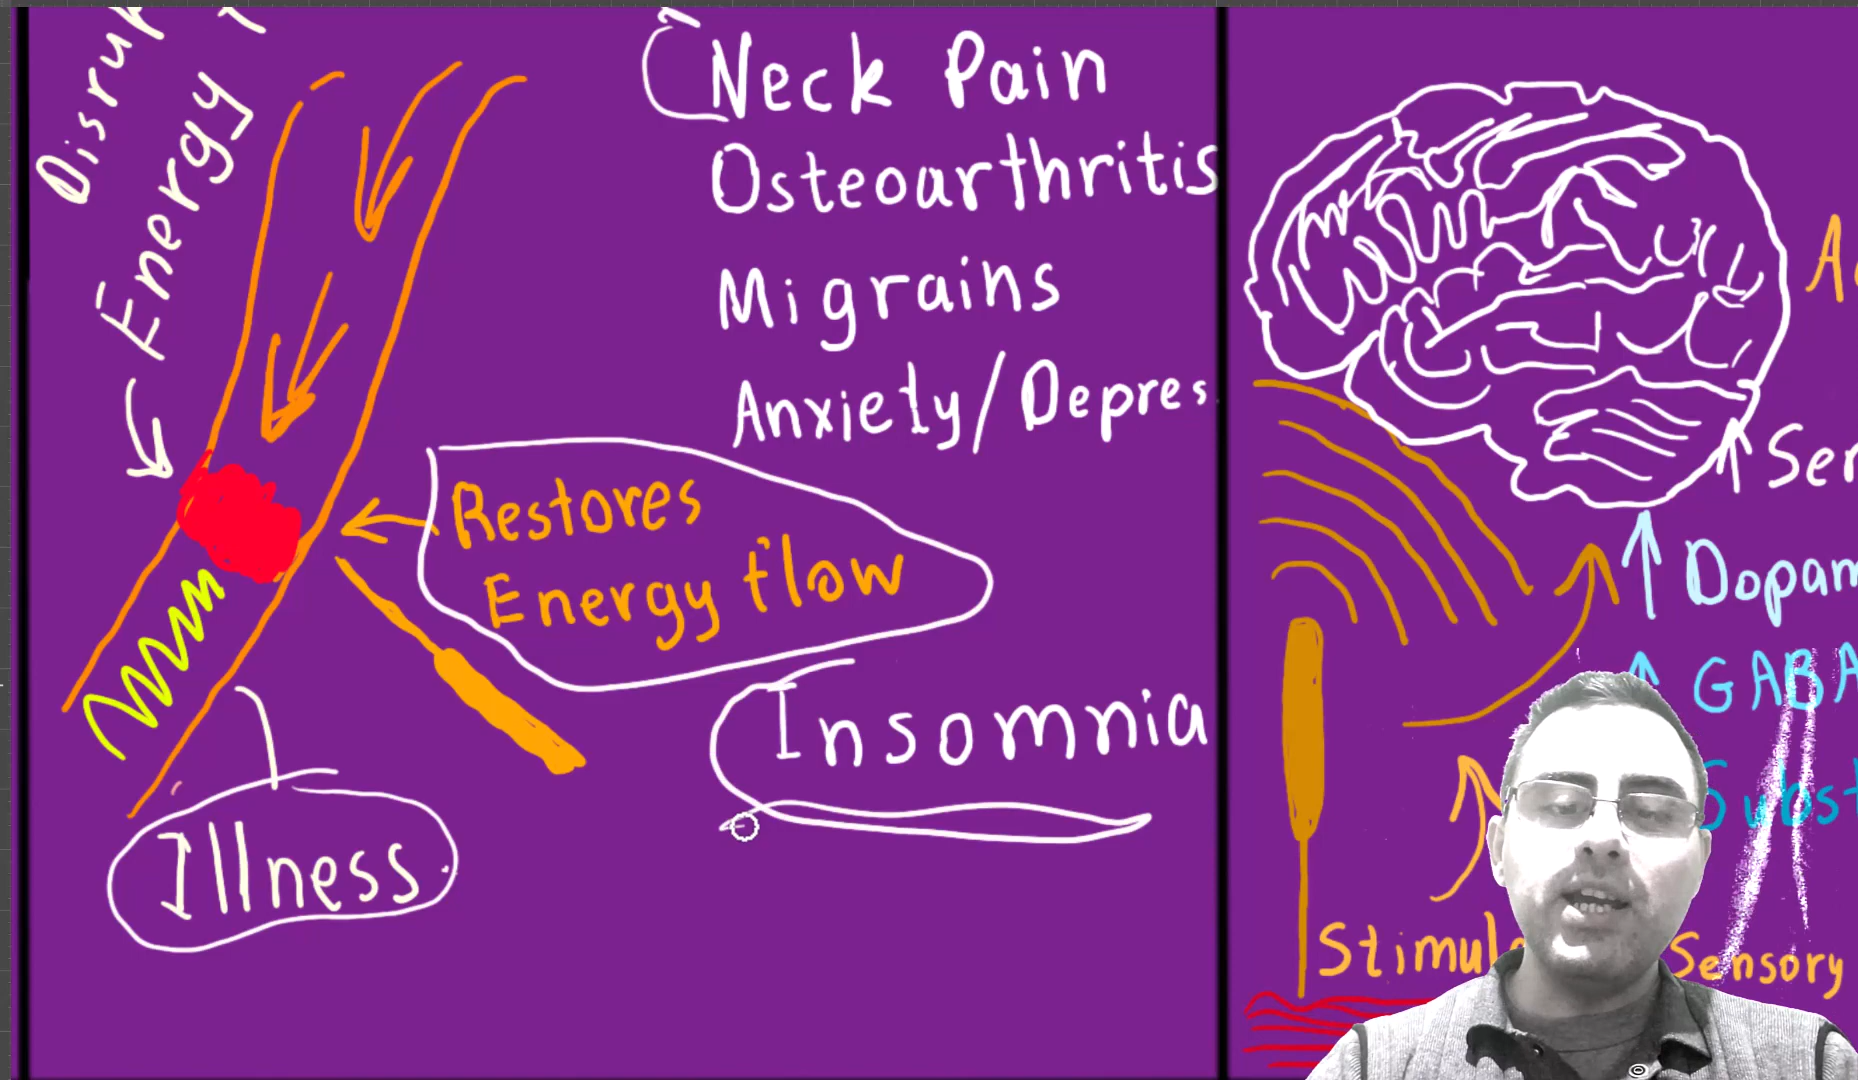 Energy
Neck Pain
Osteoarthritis
Migrains
Anxiety/Depres
Restores
Energy flow
Insomnia
Illness
Dopam
GABA
Sensory